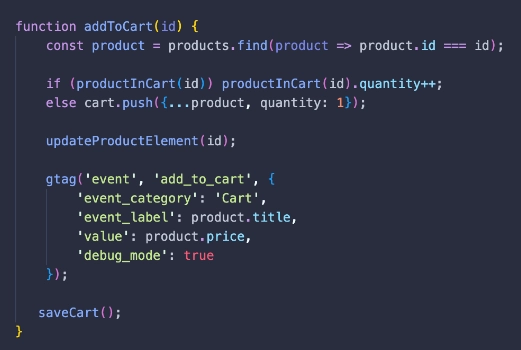 function addToCart(id) {
    const product = products.find(product => product.id === id);

    if (productInCart(id)) productInCart(id).quantity++;
    else cart.push({...product, quantity: 1});

    updateProductElement(id);

    gtag('event', 'add_to_cart', {
        'event_category': 'Cart',
        'event_label': product.title,
        'value': product.price,
        'debug_mode': true
    });

   saveCart();
}